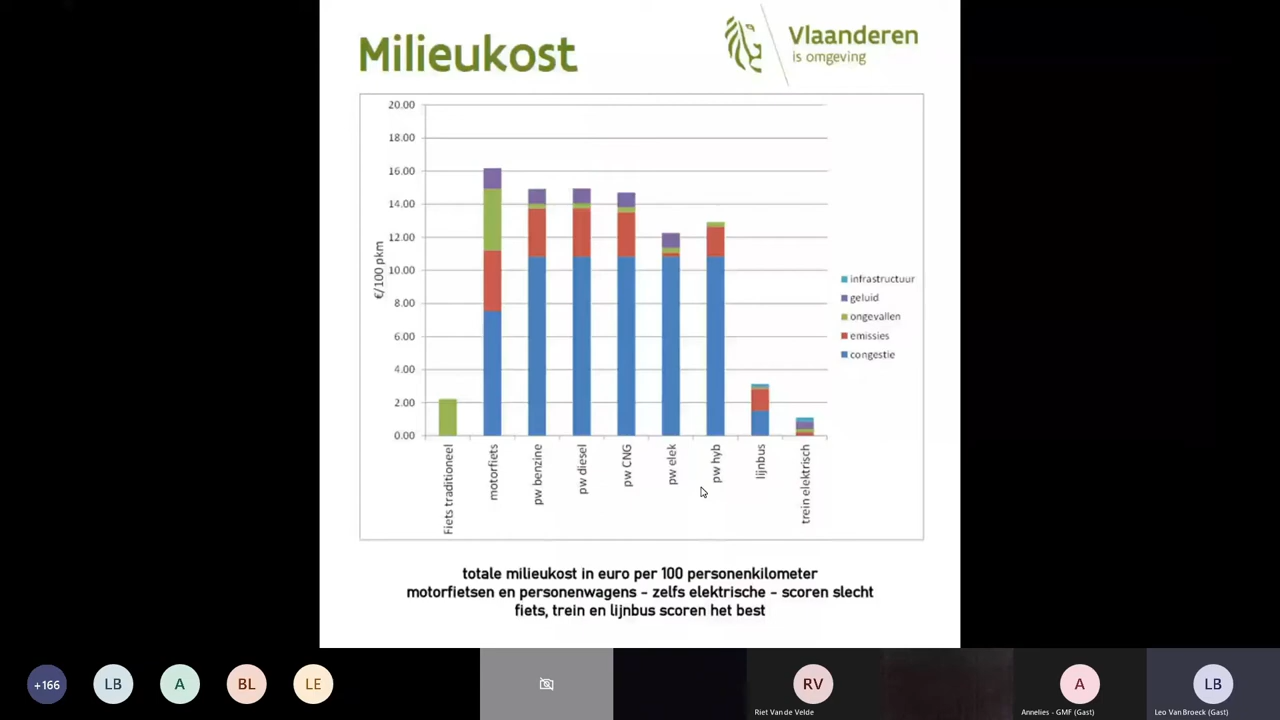 Milieukost
Vlaanderen
is omgeving
20.00
18.00
16.00
14.00
12.00
10.00
8.00
6.00
4.00
2.00
0.00
€/100 pkm
Fiets traditioneel
motorfiets
pw benzine
pw diesel
pw CNG
pw elek
pw hyb
lijnbus
trein elektrisch
infrastructuur
geluid
ongevallen
emissies
congestie
totale milieukost in euro per 100 personenkilometer
motorfietsen en personenwagens - zelfs elektrische - scoren slecht
fiets, trein en lijnbus scoren het best
+166
LB
A
BL
LE
RV
Riet Van de Velde
A
Annelies - GMF (Gast)
LB
Leo Van Broeck (Gast)